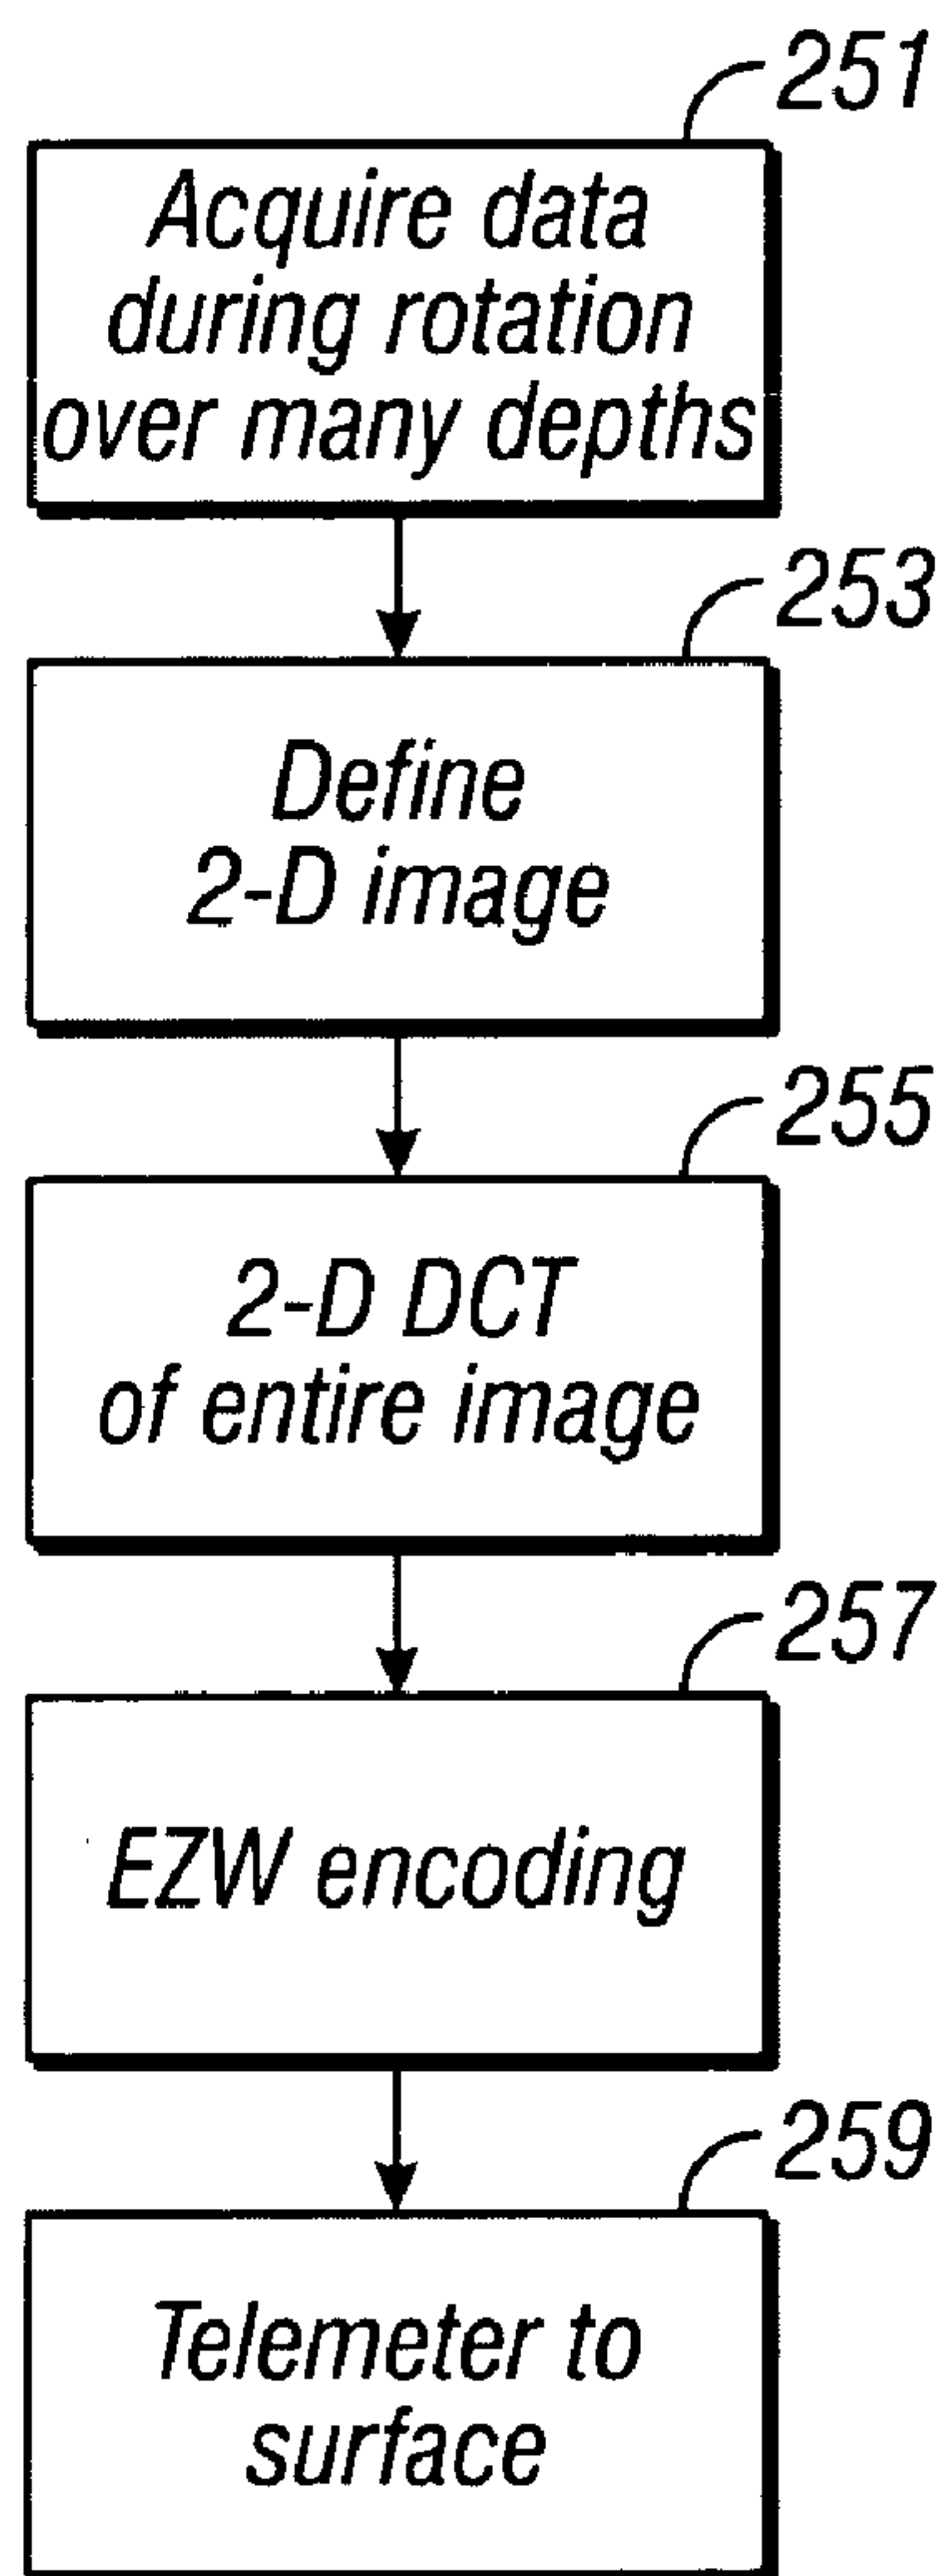 251
Acquire data
during rotation
over many depths
253
Define
2-D image
255
2-D DCT
of entire image
257
EZW encoding
259
Telemeter to
surface